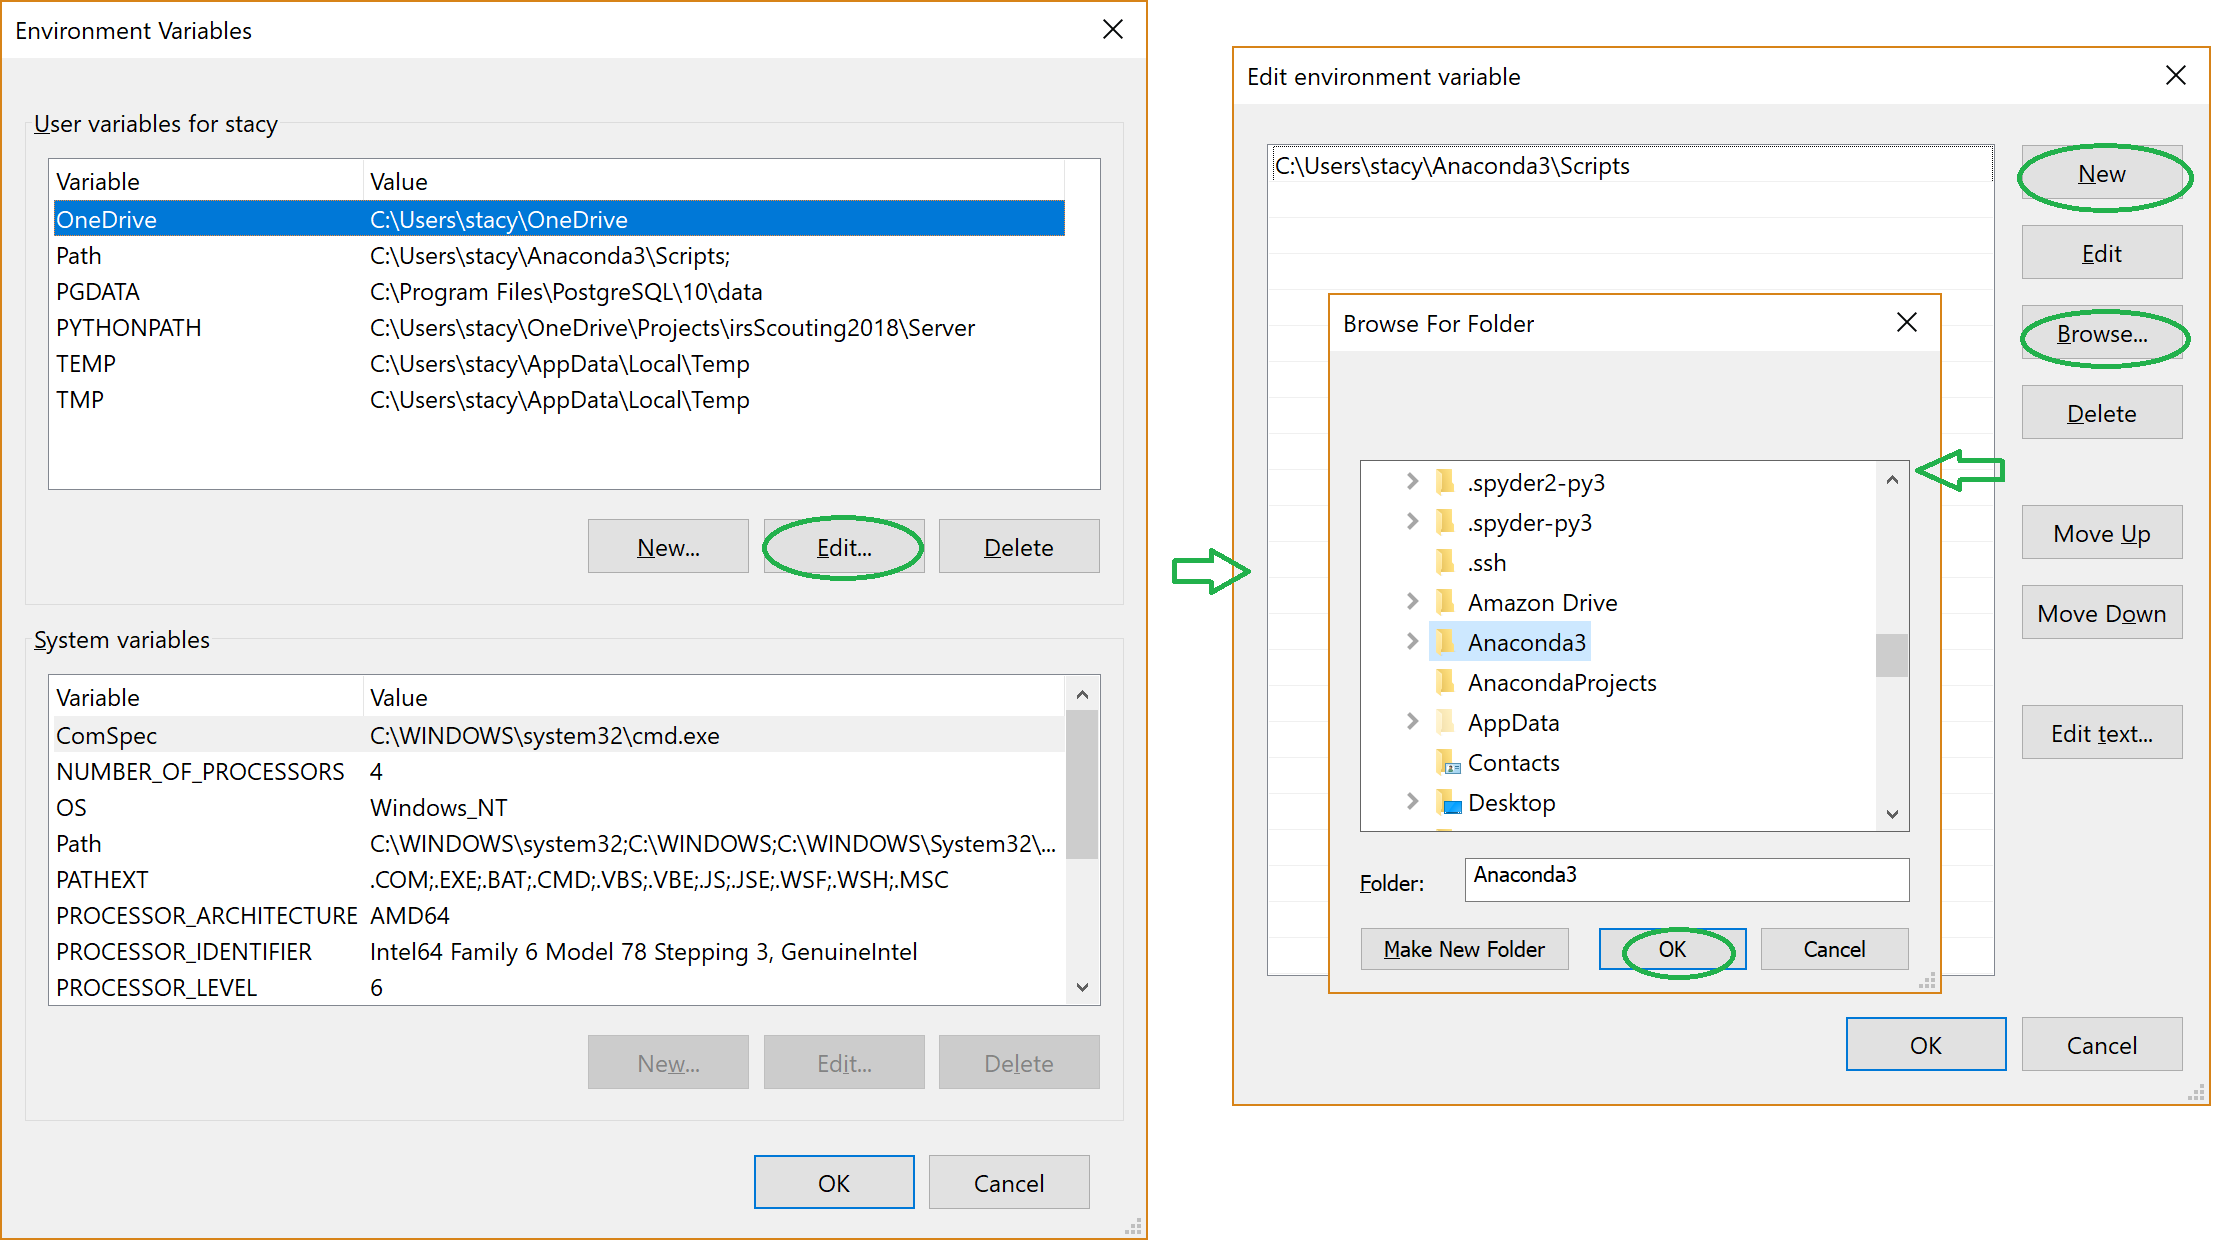 Environment Variables
User variables for stacy
Variable Value
OneDrive C:\Users\stacy\OneDrive
Path C:\Users\stacy\Anaconda3\Scripts;
PGDATA C:\Program Files\PostgreSQL\10\data
PYTHONPATH C:\Users\stacy\OneDrive\Projects\irsScouting2018\Server
TEMP C:\Users\stacy\AppData\Local\Temp
TMP C:\Users\stacy\AppData\Local\Temp
New... Edit... Delete
System variables
Variable Value
ComSpec C:\WINDOWS\system32\cmd.exe
NUMBER_OF_PROCESSORS 4
OS Windows_NT
Path C:\WINDOWS\system32;C:\WINDOWS;C:\WINDOWS\System32\...
PATHEXT .COM;.EXE;.BAT;.CMD;.VBS;.VBE;.JS;.JSE;.WSF;.WSH;.MSC
PROCESSOR_ARCHITECTURE AMD64
PROCESSOR_IDENTIFIER Intel64 Family 6 Model 78 Stepping 3, GenuineIntel
PROCESSOR_LEVEL 6
New... Edit... Delete
OK Cancel
Edit environment variable
C:\Users\stacy\Anaconda3\Scripts
New
Edit
Browse...
Delete
Move Up
Move Down
Edit text...
Browse For Folder
.spyder2-py3
.spyder-py3
.ssh
Amazon Drive
Anaconda3
AnacondaProjects
AppData
Contacts
Desktop
Folder: Anaconda3
Make New Folder OK Cancel
OK Cancel